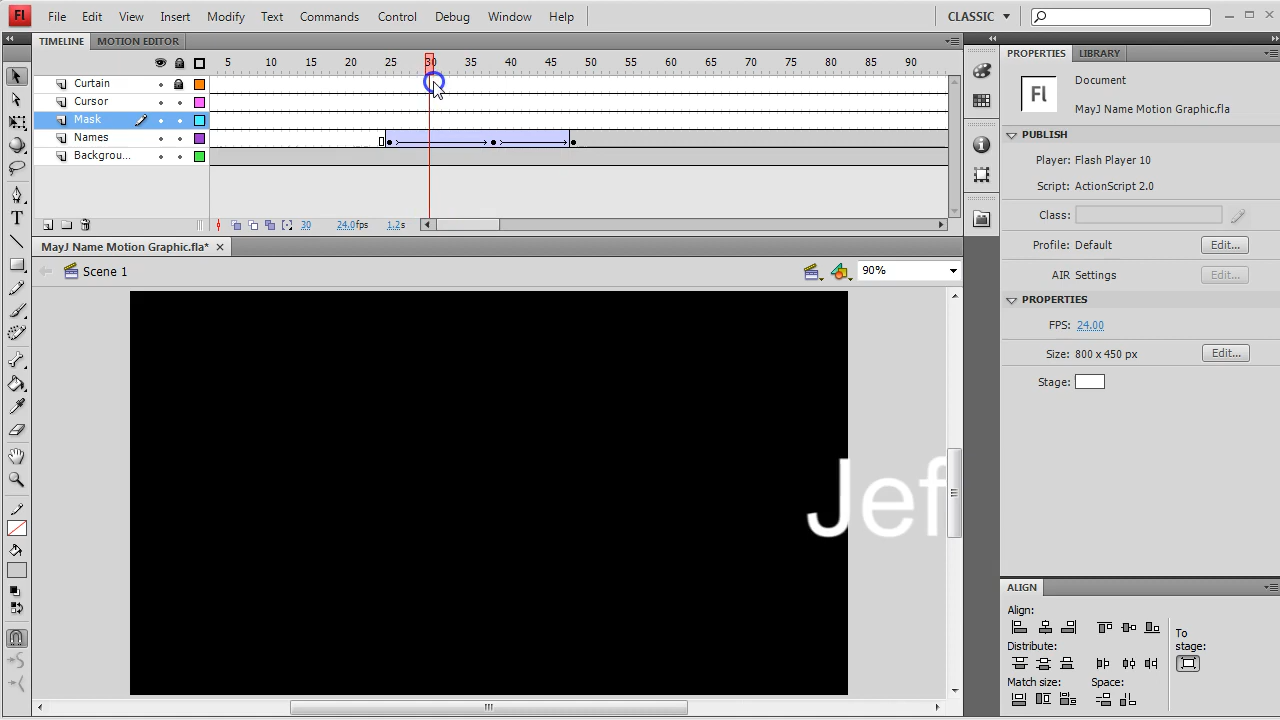 Fl File Edit View Insert Modify Text Commands Control Debug Window Help CLASSIC
TIMELINE MOTION EDITOR
5 10 15 20 25 30 35 40 45 50 55 60 65 70 75 80 85 90
Curtain
Cursor
Mask
Names
Backgrou...
30 24.0fps 1.2s
MayJ Name Motion Graphic.fla*
Scene 1
90%
Jef
PROPERTIES LIBRARY
Fl
Document
MayJ Name Motion Graphic.fla
PUBLISH
Player: Flash Player 10
Script: ActionScript 2.0
Class:
Profile: Default Edit...
AIR Settings Edit...
PROPERTIES
FPS: 24.00
Size: 800 x 450 px Edit...
Stage:
ALIGN
Align:
To
stage:
Distribute:
Match size: Space: